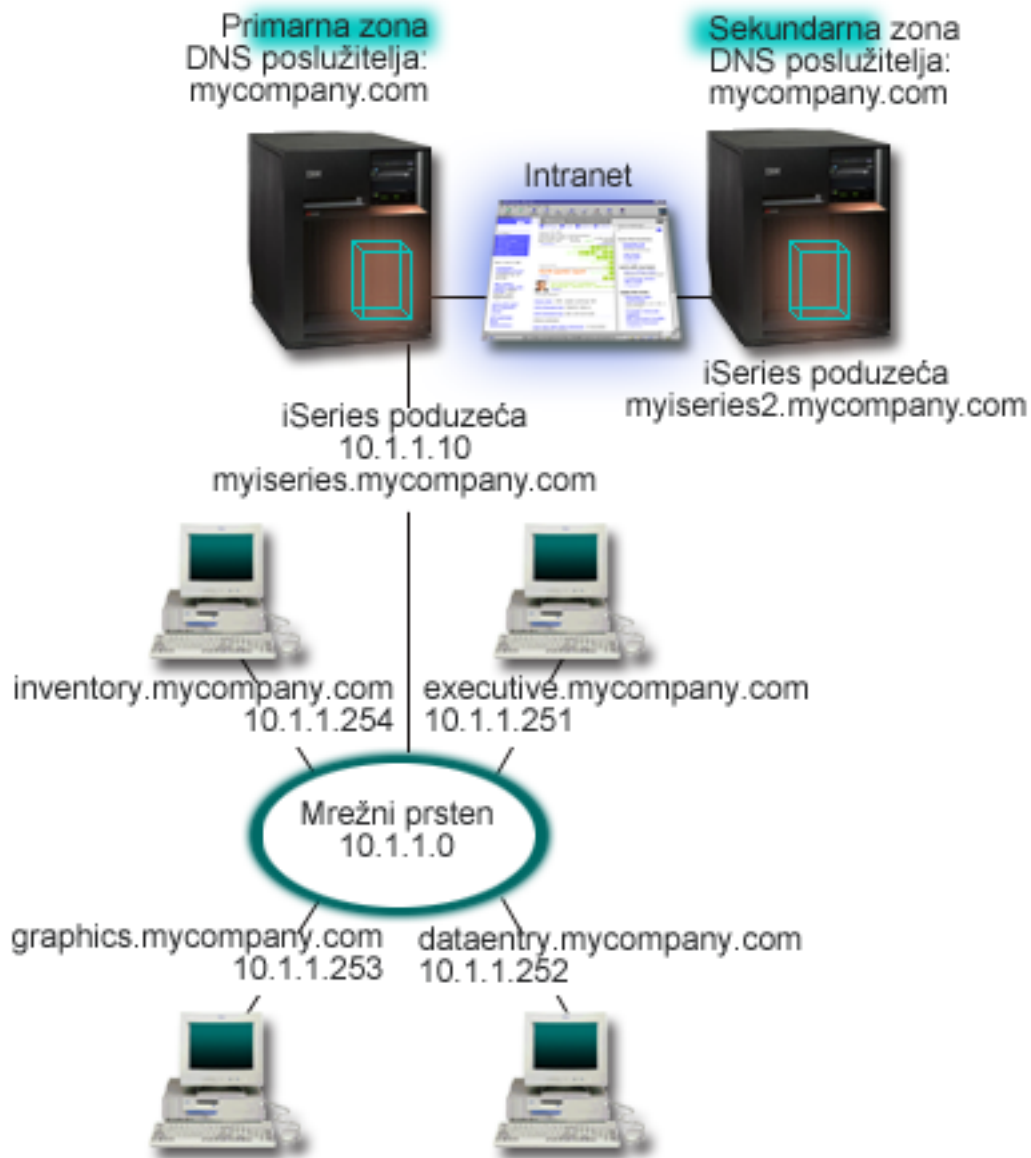 Primarna zona
DNS poslužitelja:
mycompany.com
Sekundarna zona
DNS poslužitelja:
mycompany.com
Intranet
iSeries poduzeća
10.1.1.10
myiseries.mycompany.com
iSeries poduzeća
myiseries2.mycompany.com
inventory.mycompany.com
10.1.1.254
executive.mycompany.com
10.1.1.251
Mrežni prsten
10.1.1.0
graphics.mycompany.com
10.1.1.253
dataentry.mycompany.com
10.1.1.252